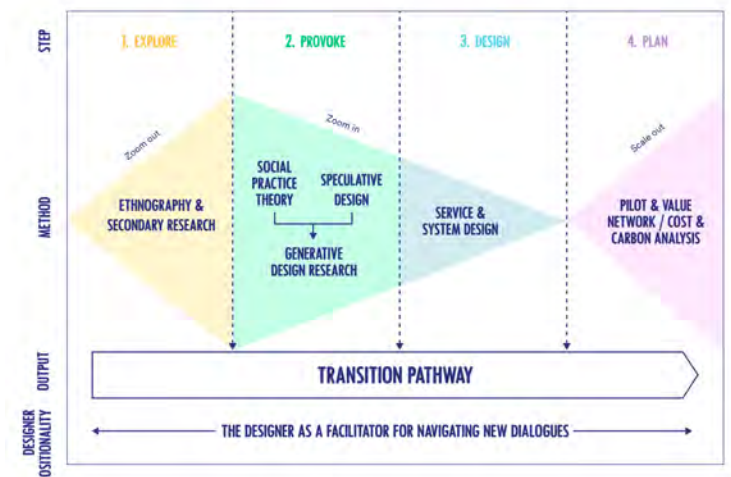 STEP
1. EXPLORE
2. PROVOKE
3. DESIGN
4. PLAN
Zoom out
Zoom in
Scale out
METHOD
ETHNOGRAPHY &
SECONDARY RESEARCH
SOCIAL
PRACTICE
THEORY
SPECULATIVE
DESIGN
GENERATIVE
DESIGN RESEARCH
SERVICE &
SYSTEM DESIGN
PILOT & VALUE
NETWORK / COST &
CARBON ANALYSIS
OUTPUT
TRANSITION PATHWAY
DESIGNER
OSITIONALITY
THE DESIGNER AS A FACILITATOR FOR NAVIGATING NEW DIALOGUES